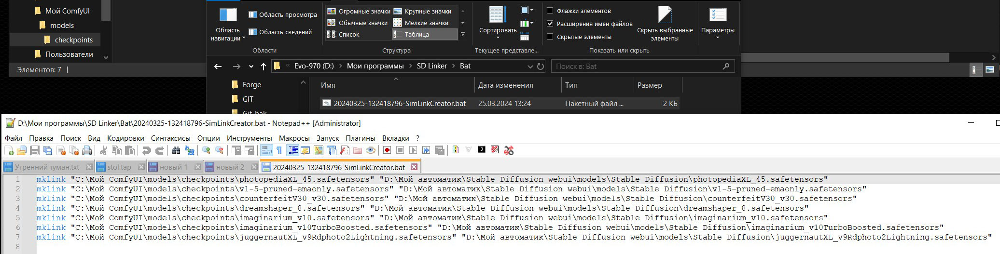 Мой ComfyUI
models
checkpoints
Пользователи
Элементов: 7
Область навигации
Область просмотра
Область сведений
Области
Огромные значки
Крупные значки
Обычные значки
Мелкие значки
Список
Таблица
Структура
Сортировать
Текущее представле...
Флажки элементов
Расширения имен файлов
Скрытые элементы
Скрыть выбранные элементы
Показать или скрыть
Параметры
« Evo-970 (D:) > Мои программы > SD Linker > Bat
Поиск в: Bat
Forge
GIT
Git-bak
Имя
Дата изменения
Тип
Размер
20240325-132418796-SimLinkCreator.bat
25.03.2024 13:24
Пакетный файл ...
2 КБ
D:\Мои программы\SD Linker\Bat\20240325-132418796-SimLinkCreator.bat - Notepad++ [Administrator]
Файл Правка Поиск Вид Кодировки Синтаксисы Опции Инструменты Макросы Запуск Плагины Вкладки ?
Утренний туман.txt
stol.tap
новый 1
новый 2
20240325-132418796-SimLinkCreator.bat
1 mklink "C:\Мой ComfyUI\models\checkpoints\photopediaXL_45.safetensors" "D:\Мой автоматик\Stable Diffusion webui\models\Stable Diffusion\photopediaXL_45.safetensors"
2 mklink "C:\Мой ComfyUI\models\checkpoints\v1-5-pruned-emaonly.safetensors" "D:\Мой автоматик\Stable Diffusion webui\models\Stable Diffusion\v1-5-pruned-emaonly.safetensors"
3 mklink "C:\Мой ComfyUI\models\checkpoints\counterfeitV30_v30.safetensors" "D:\Мой автоматик\Stable Diffusion webui\models\Stable Diffusion\counterfeitV30_v30.safetensors"
4 mklink "C:\Мой ComfyUI\models\checkpoints\dreamshaper_8.safetensors" "D:\Мой автоматик\Stable Diffusion webui\models\Stable Diffusion\dreamshaper_8.safetensors"
5 mklink "C:\Мой ComfyUI\models\checkpoints\imaginarium_v10.safetensors" "D:\Мой автоматик\Stable Diffusion webui\models\Stable Diffusion\imaginarium_v10.safetensors"
6 mklink "C:\Мой ComfyUI\models\checkpoints\imaginarium_v10TurboBoosted.safetensors" "D:\Мой автоматик\Stable Diffusion webui\models\Stable Diffusion\imaginarium_v10TurboBoosted.safetensors"
7 mklink "C:\Мой ComfyUI\models\checkpoints\juggernautXL_v9Rdphoto2Lightning.safetensors" "D:\Мой автоматик\Stable Diffusion webui\models\Stable Diffusion\juggernautXL_v9Rdphoto2Lightning.safetensors"
8